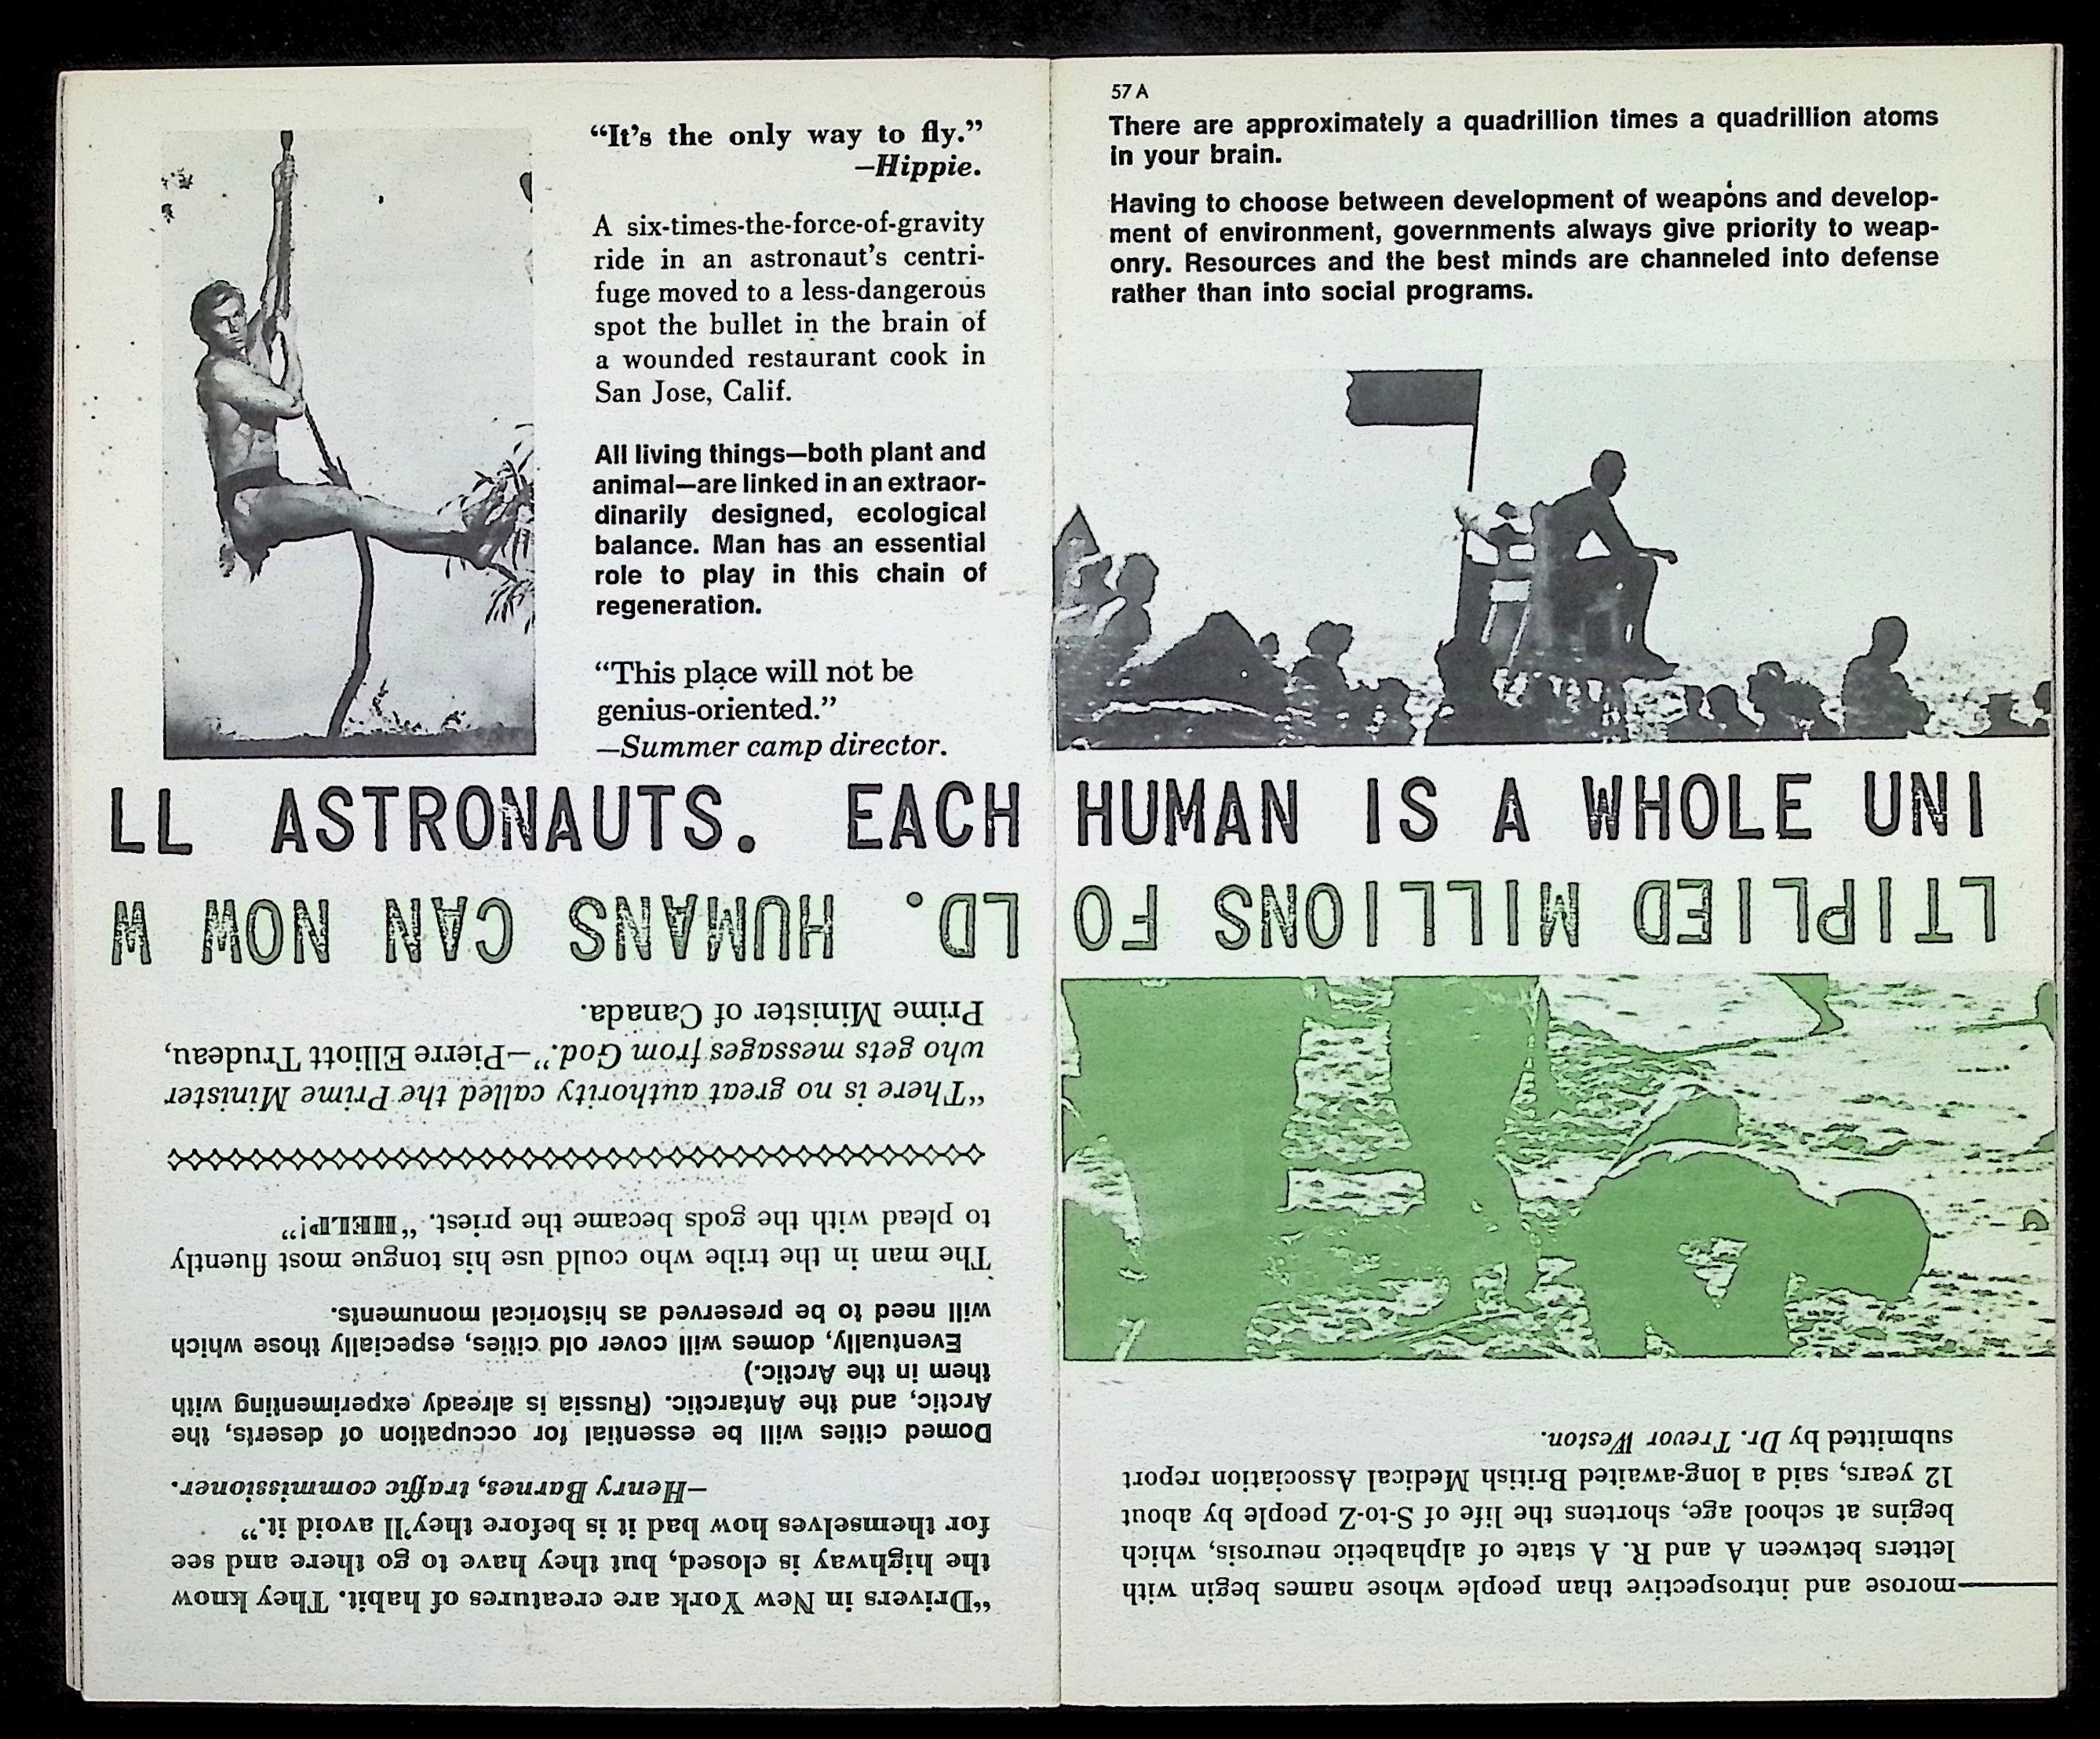 “It’s the only way to fly.”
—Hippie.
A six-times-the-force-of-gravity
ride in an astronaut’s centri-
fuge moved to a less-dangerous
spot the bullet in the brain of
a wounded restaurant cook in
San Jose, Calif.
All living things—both plant and
animal—are linked in an extraor-
dinarily designed, ecological
balance. Man has an essential
role to play in this chain of
regeneration.
“This place will not be
genius-oriented.”
—Summer camp director.
57 A
There are approximately a quadrillion times a quadrillion atoms
in your brain.
Having to choose between development of weapons and develop-
ment of environment, governments always give priority to weap-
onry. Resources and the best minds are channeled into defense
rather than into social programs.
LL ASTRONAUTS. EACH HUMAN IS A WHOLE UNI
morose and introspective than people whose names begin with
letters between A and R. A state of alphabetic neurosis, which
begins at school age, shortens the life of S-to-Z people by about
12 years, said a long-awaited British Medical Association report
submitted by Dr. Trevor Weston.
“Drivers in New York are creatures of habit. They know
the highway is closed, but they have to go there and see
for themselves how bad it is before they’ll avoid it.”
—Henry Barnes, traffic commissioner.
Domed cities will be essential for occupation of deserts, the
Arctic, and the Antarctic. (Russia is already experimenting with
them in the Arctic.)
Eventually, domes will cover old cities, especially those which
will need to be preserved as historical monuments.
The man in the tribe who could use his tongue most fluently
to plead with the gods became the priest. “HELP!”
“There is no great authority called the Prime Minister
who gets messages from God.”—Pierre Elliott Trudeau,
Prime Minister of Canada.
LTIPLIED MILLIONS FO LD. HUMANS CAN NOW W